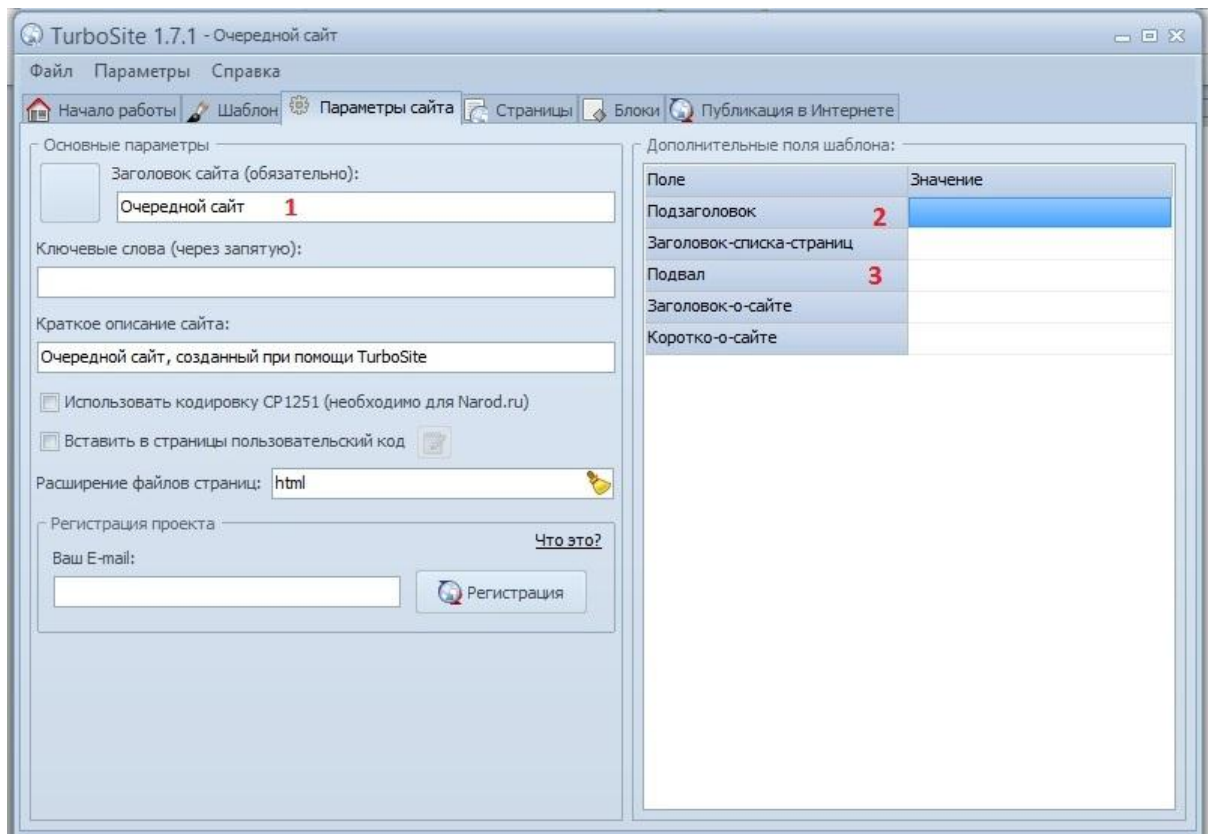 TurboSite 1.7.1 - Очередной сайт
Файл Параметры Справка
Начало работы Шаблон Параметры сайта Страницы Блоки Публикация в Интернете
Основные параметры
Заголовок сайта (обязательно):
Очередной сайт 1
Ключевые слова (через запятую):
Краткое описание сайта:
Очередной сайт, созданный при помощи TurboSite
Использовать кодировку CP1251 (необходимо для Narod.ru)
Вставить в страницы пользовательский код
Расширение файлов страниц: html
Регистрация проекта
Что это?
Ваш E-mail:
Регистрация
Дополнительные поля шаблона:
Поле Значение
Подзаголовок 2
Заголовок-списка-страниц
Подвал 3
Заголовок-о-сайте
Коротко-о-сайте